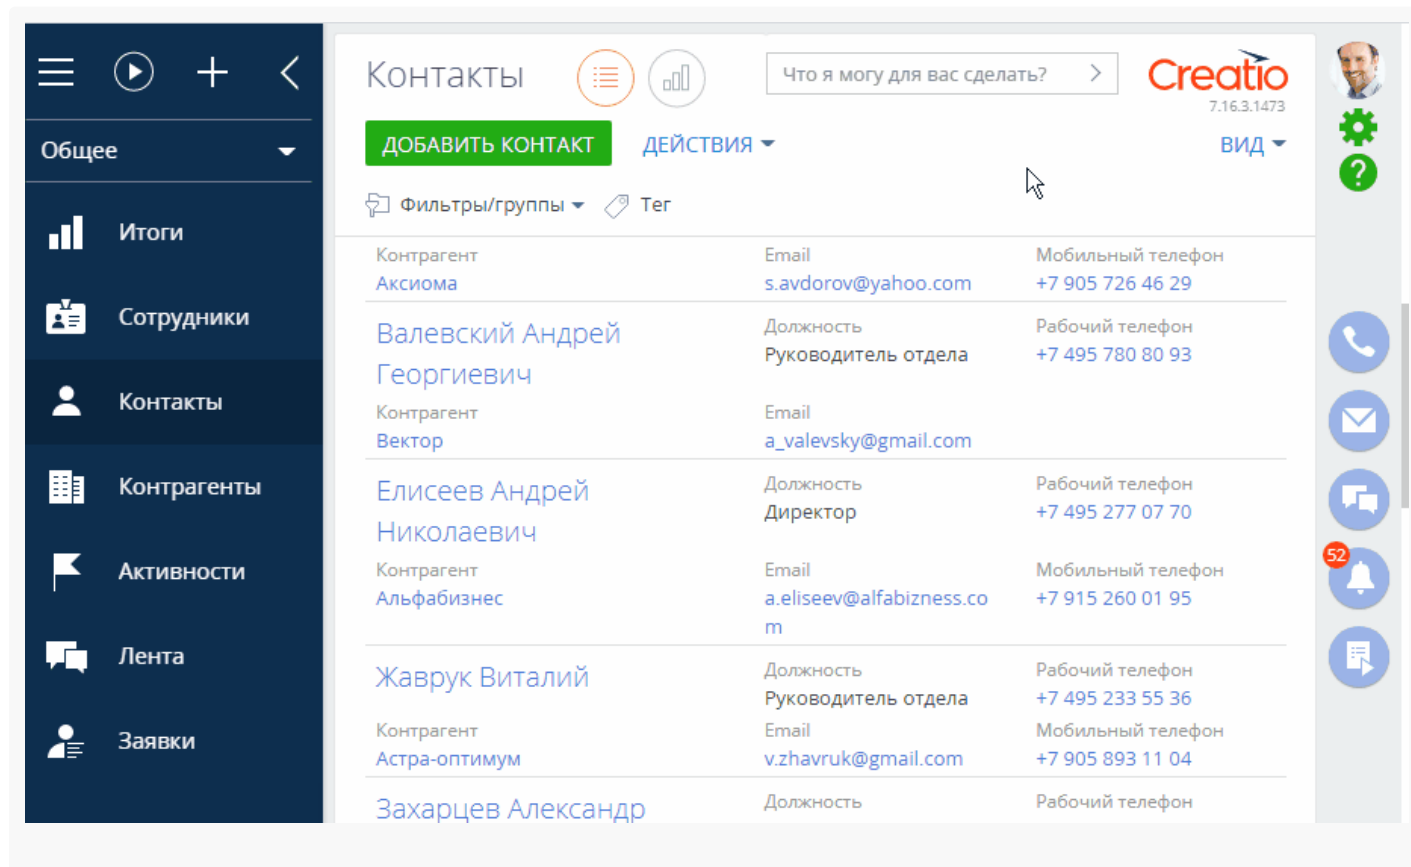 Контакты
Что я могу для вас сделать?
Creatio
7.16.3.1473
Общее
ДОБАВИТЬ КОНТАКТ
ДЕЙСТВИЯ
ВИД
Фильтры/группы
Тег
Итоги
Сотрудники
Контакты
Контрагенты
Активности
Лента
Заявки
Контрагент Email Мобильный телефон
Аксиома s.avdorov@yahoo.com +7 905 726 46 29
Валевский Андрей
Георгиевич
Должность Рабочий телефон
Руководитель отдела +7 495 780 80 93
Контрагент Email
Вектор a_valevsky@gmail.com
Елисеев Андрей
Николаевич
Должность Рабочий телефон
Директор +7 495 277 07 70
Контрагент Email Мобильный телефон
Альфабизнес a.eliseev@alfabizness.co +7 915 260 01 95
m
Жаврук Виталий
Должность Рабочий телефон
Руководитель отдела +7 495 233 55 36
Контрагент Email Мобильный телефон
Астра-оптимум v.zhavruk@gmail.com +7 905 893 11 04
Захарцев Александр
Должность Рабочий телефон
?
52